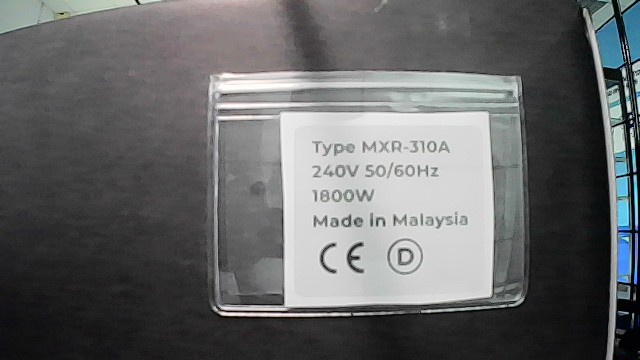 Type MXR-310A
240V 50/60Hz
1800W
Made in Malaysia
CE D